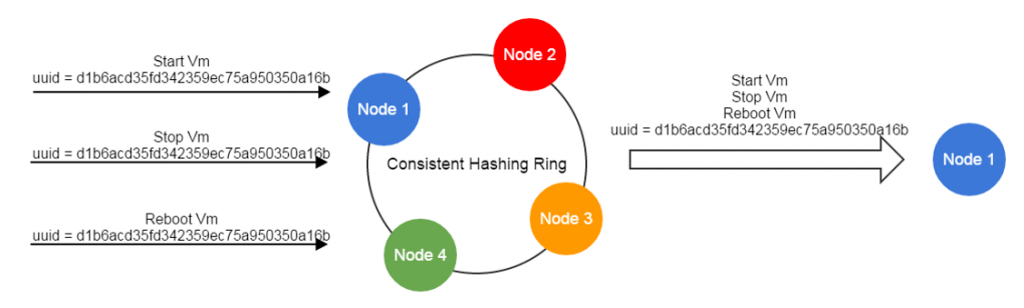 Start Vm
uuid = d1b6acd35fd342359ec75a950350a16b
Stop Vm
uuid = d1b6acd35fd342359ec75a950350a16b
Reboot Vm
uuid = d1b6acd35fd342359ec75a950350a16b
Node 1
Node 2
Consistent Hashing Ring
Node 3
Node 4
Start Vm
Stop Vm
Reboot Vm
uuid = d1b6acd35fd342359ec75a950350a16b
Node 1